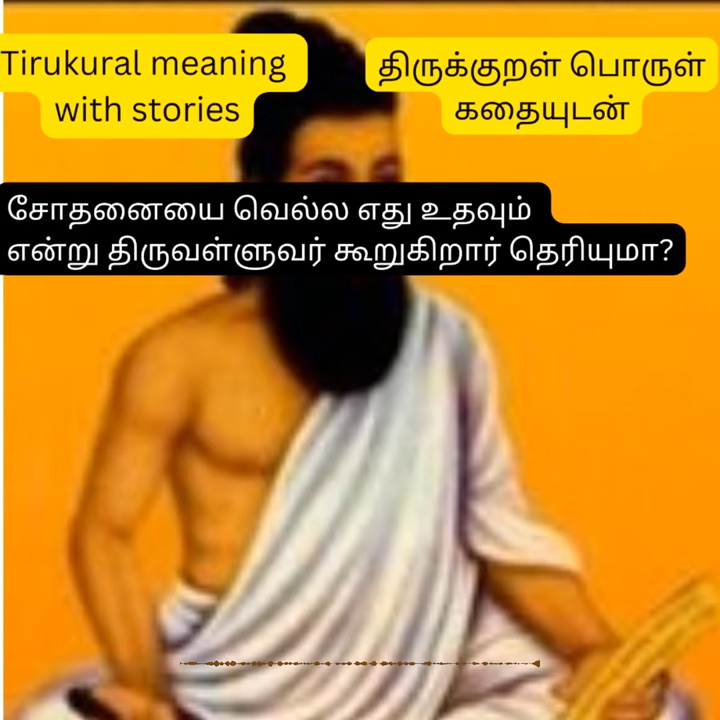 Tirukural meaning
with stories
திருக்குறள் பொருள்
கதையுடன்
சோதனையை வெல்ல எது உதவும்
என்று திருவள்ளுவர் கூறுகிறார் தெரியுமா?